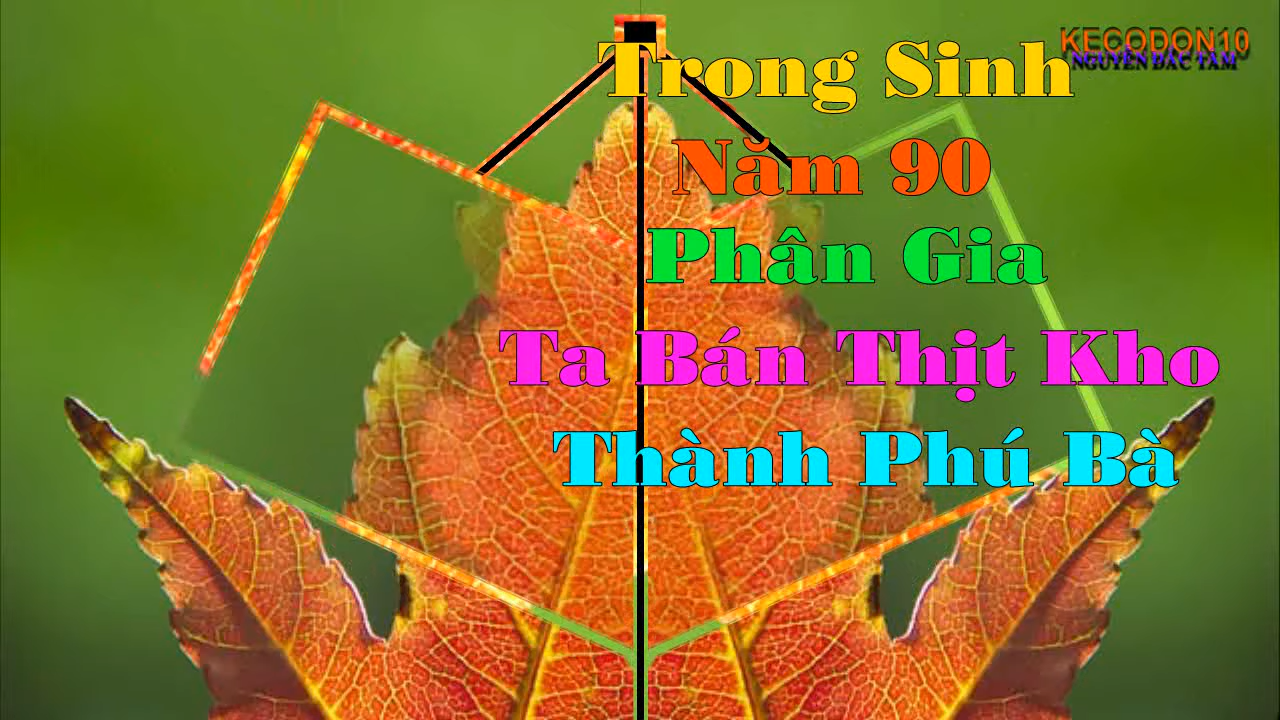 KECODON10
NGUYỄN ĐẮC TÂM
Trong Sinh
Năm 90
Phân Gia
Ta Bán Thịt Kho
Thành Phú Bà